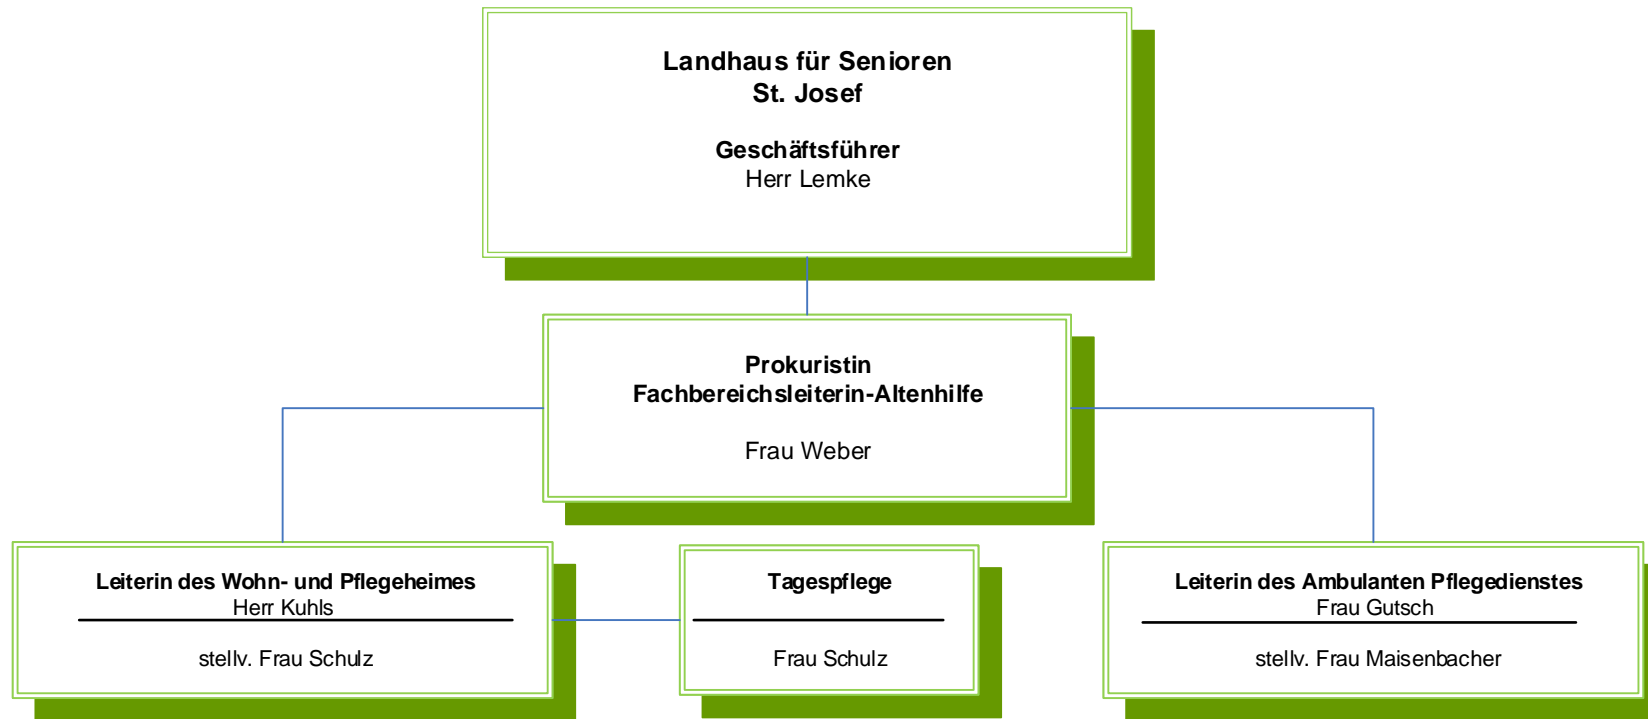 Landhaus für Senioren
St. Josef
Geschäftsführer
Herr Lemke
Prokuristin
Fachbereichsleiterin-Altenhilfe
Frau Weber
Leiterin des Wohn- und Pflegeheimes
Herr Kuhls
stellv. Frau Schulz
Tagespflege
Frau Schulz
Leiterin des Ambulanten Pflegedienstes
Frau Gutsch
stellv. Frau Maisenbacher